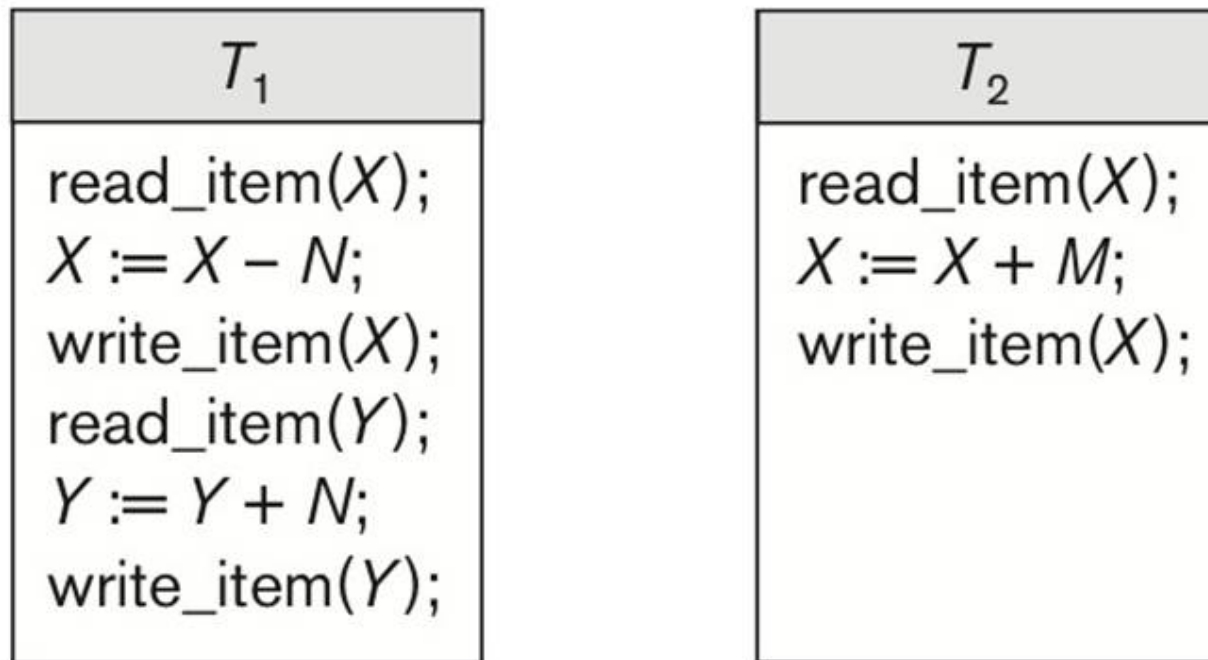 T₁
read_item(X);
X := X – N;
write_item(X);
read_item(Y);
Y := Y + N;
write_item(Y);
T₂
read_item(X);
X := X + M;
write_item(X);